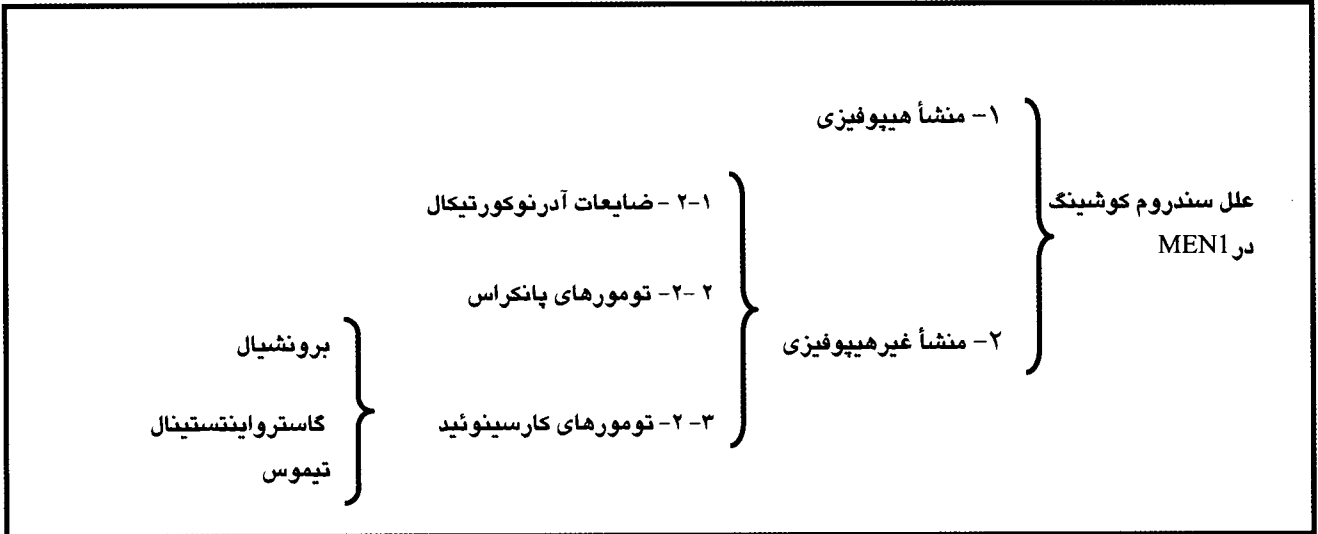 علل سندروم کوشینگ
در MEN1
۱- منشأ هیپوفیزی
۲- منشأ غیرهیپوفیزی
۲-۱ - ضایعات آدرنوکورتیکال
۲ -۲- تومورهای پانکراس
۳- ۲- تومورهای کارسینوئید
برونشیال
گاسترواینتستینال
تیموس